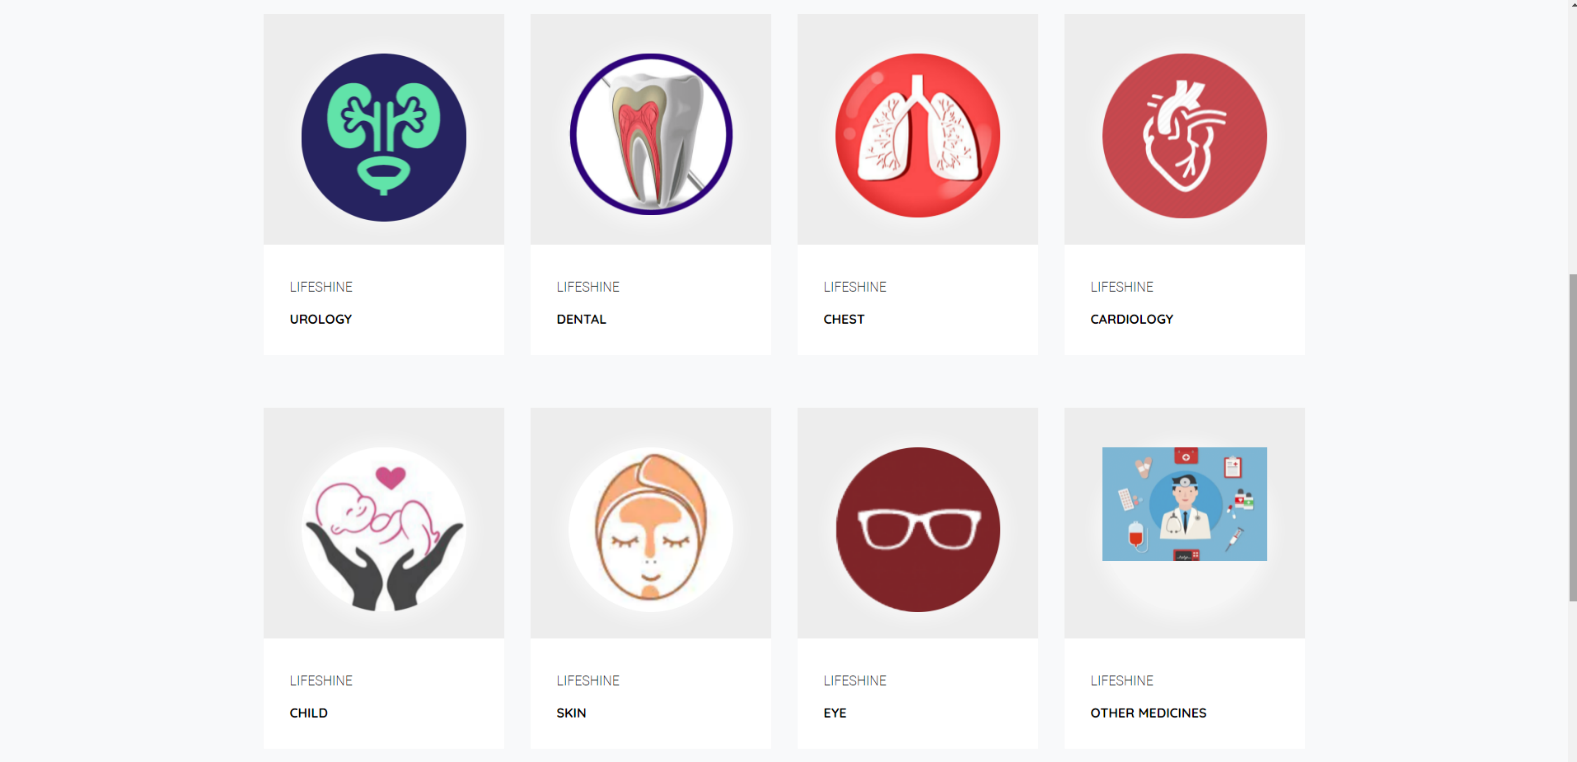 LIFESHINE
UROLOGY
LIFESHINE
DENTAL
LIFESHINE
CHEST
LIFESHINE
CARDIOLOGY
LIFESHINE
CHILD
LIFESHINE
SKIN
LIFESHINE
EYE
LIFESHINE
OTHER MEDICINES